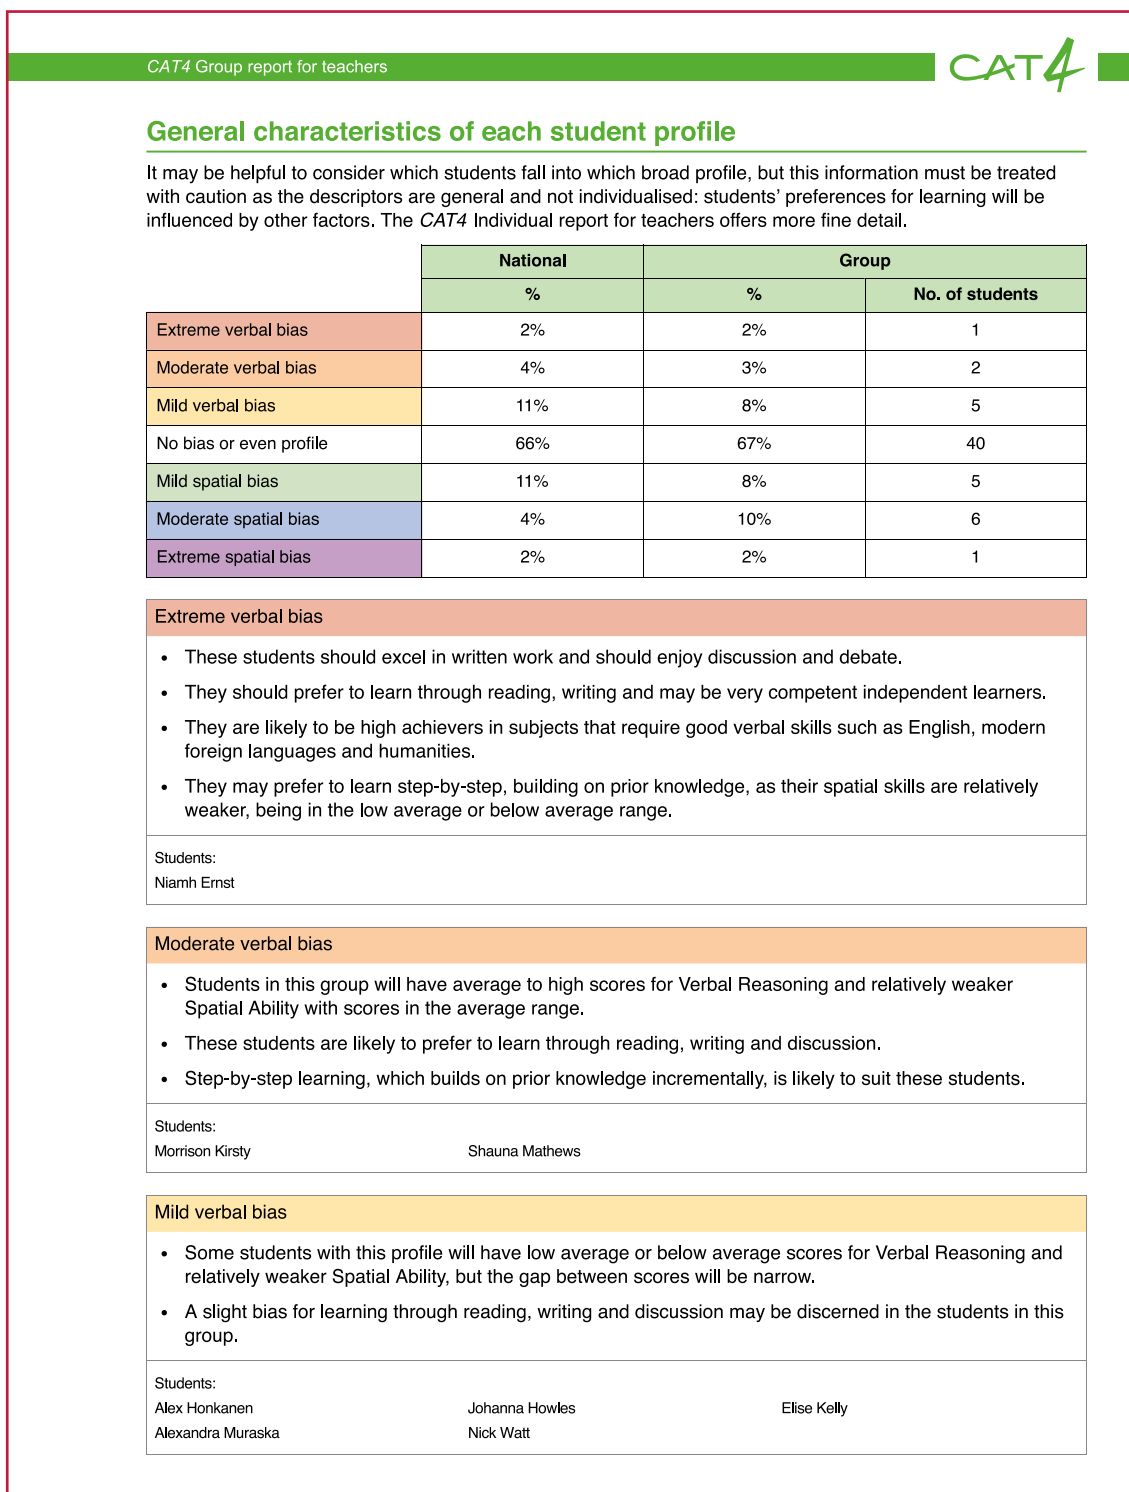 CAT4 Group report for teachers
CAT4
General characteristics of each student profile
It may be helpful to consider which students fall into which broad profile, but this information must be treated
with caution as the descriptors are general and not individualised: students’ preferences for learning will be
influenced by other factors. The CAT4 Individual report for teachers offers more fine detail.
National Group
% % No. of students
Extreme verbal bias 2% 2% 1
Moderate verbal bias 4% 3% 2
Mild verbal bias 11% 8% 5
No bias or even profile 66% 67% 40
Mild spatial bias 11% 8% 5
Moderate spatial bias 4% 10% 6
Extreme spatial bias 2% 2% 1
Extreme verbal bias
• These students should excel in written work and should enjoy discussion and debate.
• They should prefer to learn through reading, writing and may be very competent independent learners.
• They are likely to be high achievers in subjects that require good verbal skills such as English, modern
foreign languages and humanities.
• They may prefer to learn step-by-step, building on prior knowledge, as their spatial skills are relatively
weaker, being in the low average or below average range.
Students:
Niamh Ernst
Moderate verbal bias
• Students in this group will have average to high scores for Verbal Reasoning and relatively weaker
Spatial Ability with scores in the average range.
• These students are likely to prefer to learn through reading, writing and discussion.
• Step-by-step learning, which builds on prior knowledge incrementally, is likely to suit these students.
Students:
Morrison Kirsty Shauna Mathews
Mild verbal bias
• Some students with this profile will have low average or below average scores for Verbal Reasoning and
relatively weaker Spatial Ability, but the gap between scores will be narrow.
• A slight bias for learning through reading, writing and discussion may be discerned in the students in this
group.
Students:
Alex Honkanen Johanna Howles Elise Kelly
Alexandra Muraska Nick Watt